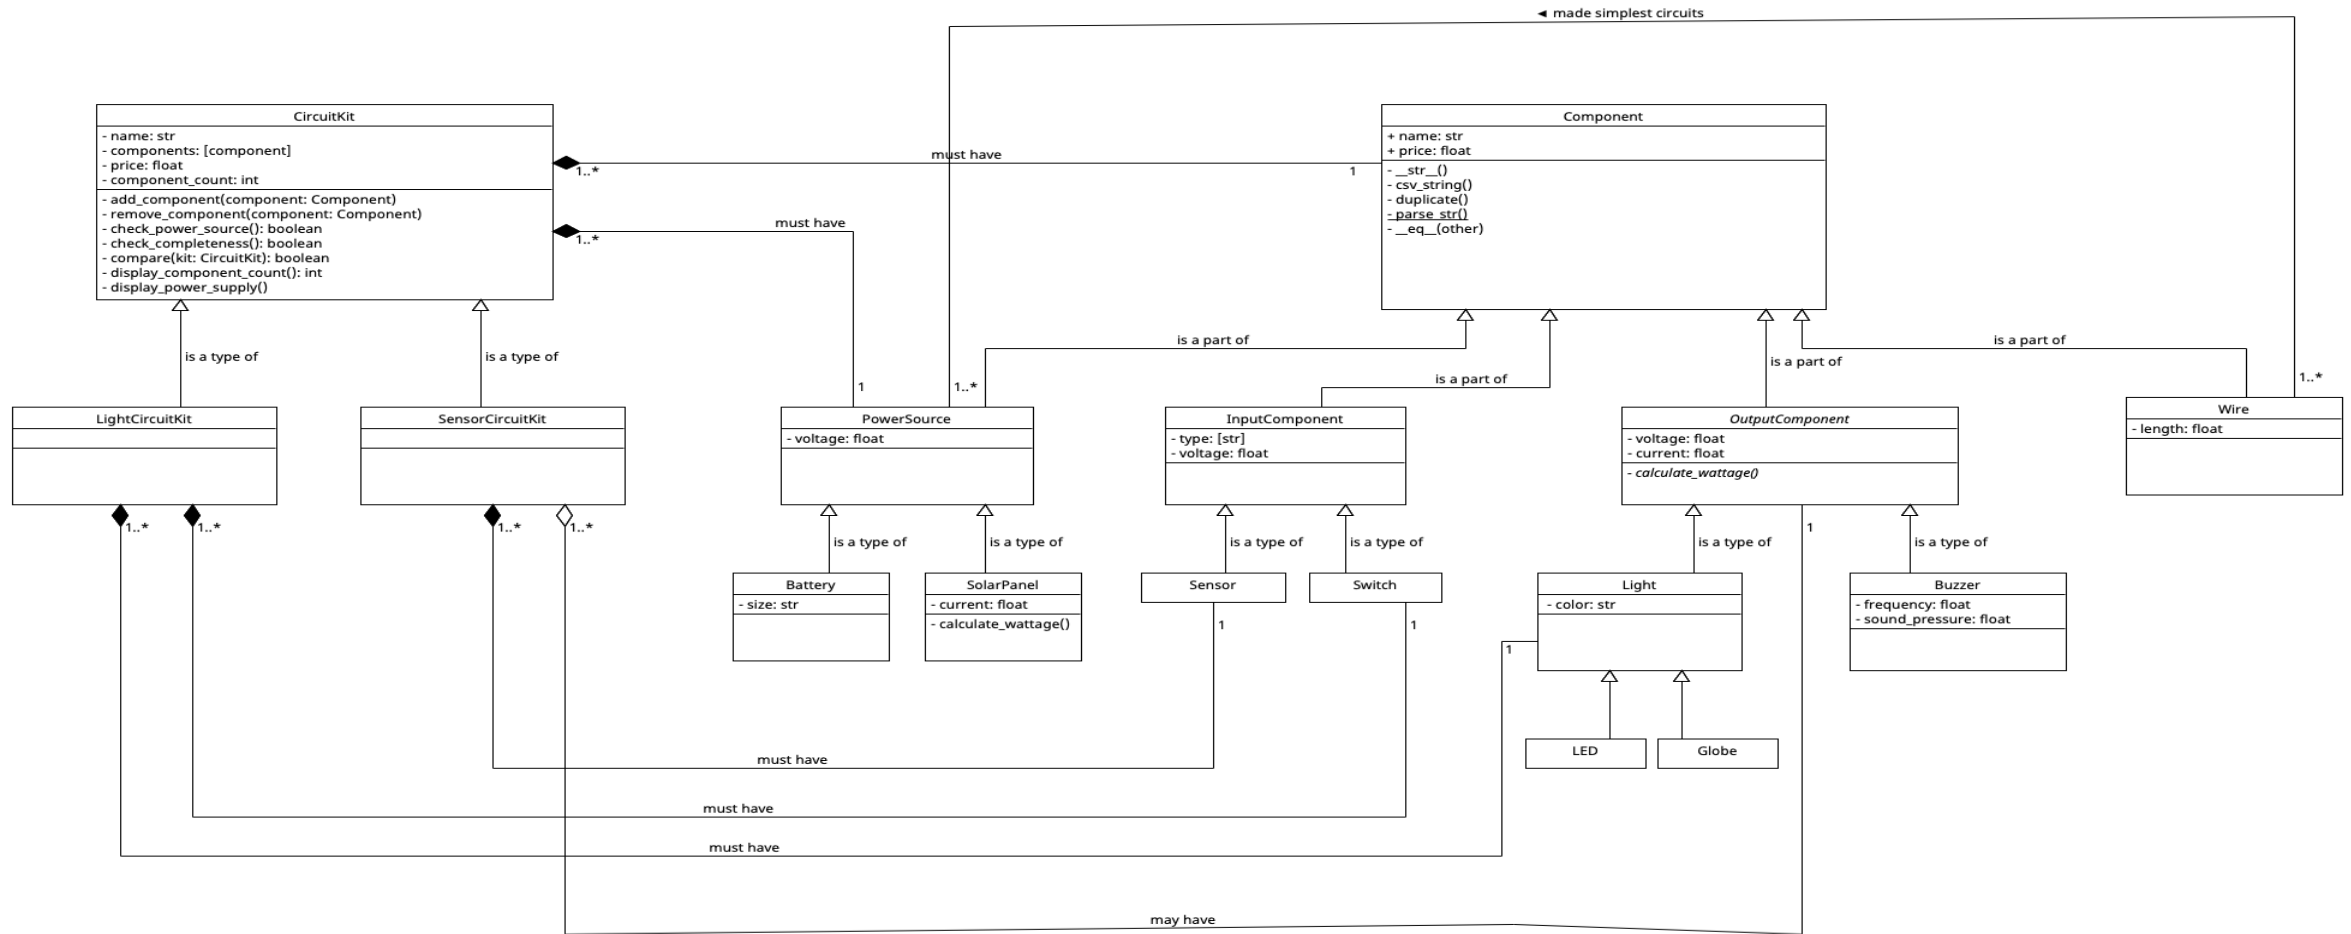 ◄ made simplest circuits
CircuitKit
- name: str
- components: [component]
- price: float
- component_count: int
- add_component(component: Component)
- remove_component(component: Component)
- check_power_source(): boolean
- check_completeness(): boolean
- compare(kit: CircuitKit): boolean
- display_component_count(): int
- display_power_supply()
must have
1..*
1
must have
1..*
1
Component
+ name: str
+ price: float
- __str__()
- csv_string()
- duplicate()
- parse_str()
- __eq__(other)
is a type of
is a type of
is a part of
is a part of
is a part of
is a part of
1..*
1..*
LightCircuitKit
SensorCircuitKit
PowerSource
- voltage: float
InputComponent
- type: [str]
- voltage: float
OutputComponent
- voltage: float
- current: float
- calculate_wattage()
Wire
- length: float
1..*
1..*
1..*
1..*
is a type of
is a type of
is a type of
is a type of
is a type of
1
is a type of
Battery
- size: str
SolarPanel
- current: float
- calculate_wattage()
Sensor
1
Switch
1
Light
- color: str
1
Buzzer
- frequency: float
- sound_pressure: float
LED
Globe
must have
must have
must have
may have